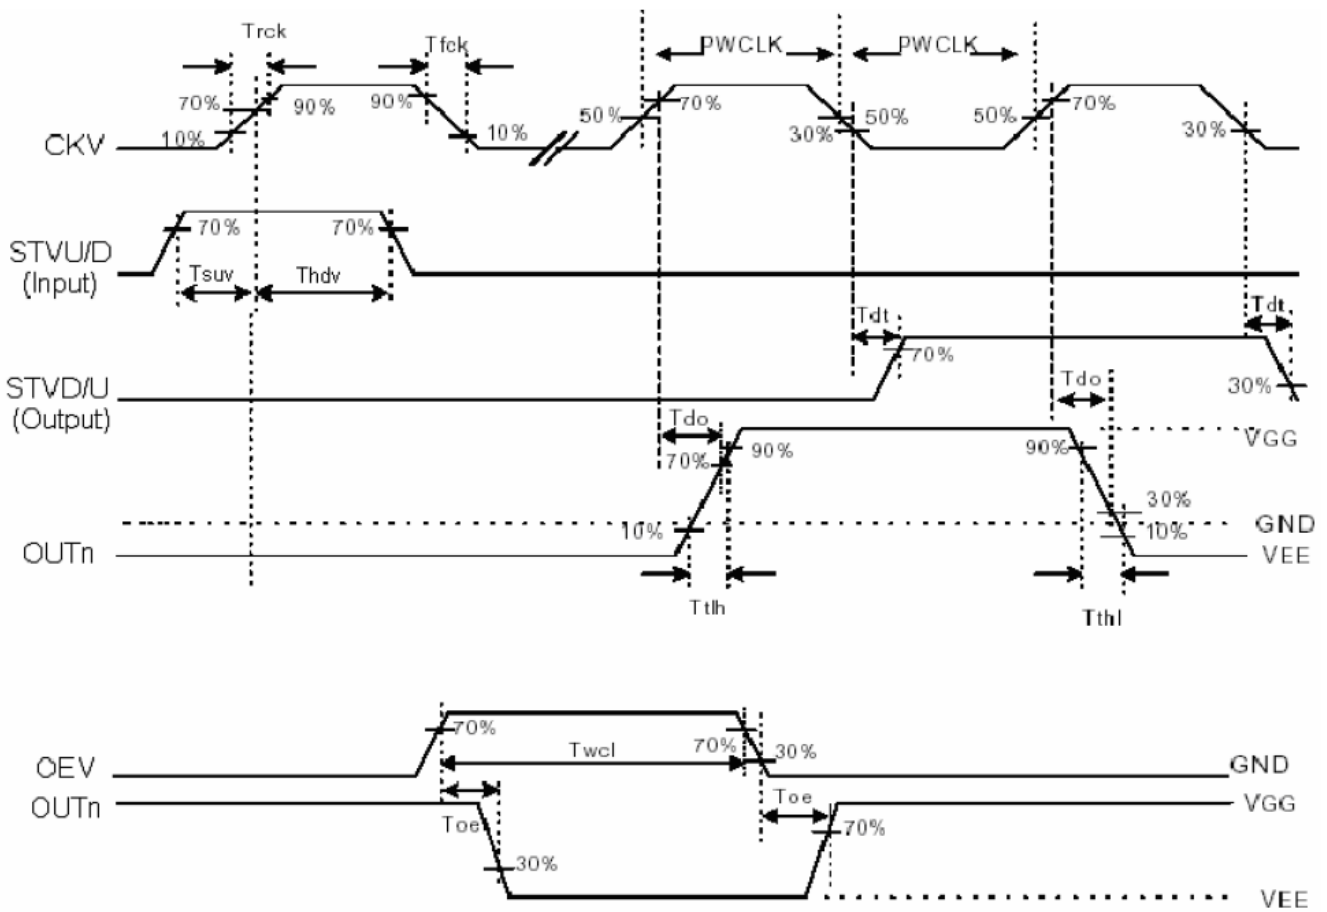 Trck
Tfck
PWCLK
PWCLK
70%
90%
90%
50%
70%
50%
50%
70%
30%
10%
10%
30%
CKV
70%
70%
STVU/D
(Input)
Tsuv
Thdv
Tdt
Tdt
70%
STVD/U
(Output)
30%
Tdo
Tdo
VGG
70%
90%
90%
30%
10%
10%
GND
OUTn
VEE
Ttlh
Tthl
70%
70%
30%
Twcl
OEV
GND
OUTn
VGG
Toe
Toe
70%
30%
VEE